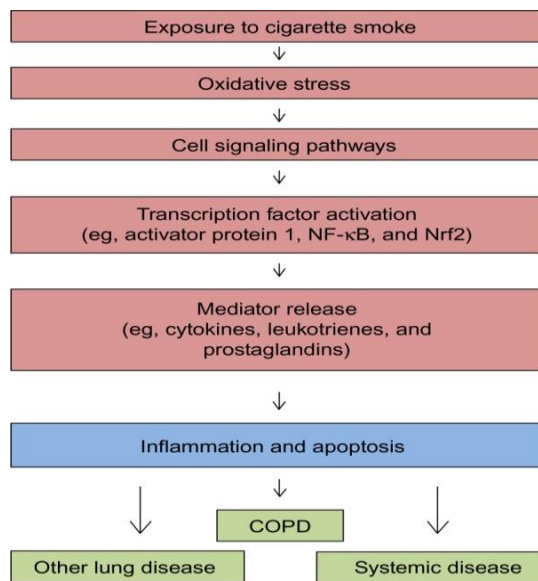 Exposure to cigarette smoke
Oxidative stress
Cell signaling pathways
Transcription factor activation
(eg, activator protein 1, NF-κB, and Nrf2)
Mediator release
(eg, cytokines, leukotrienes, and
prostaglandins)
Inflammation and apoptosis
COPD
Other lung disease
Systemic disease